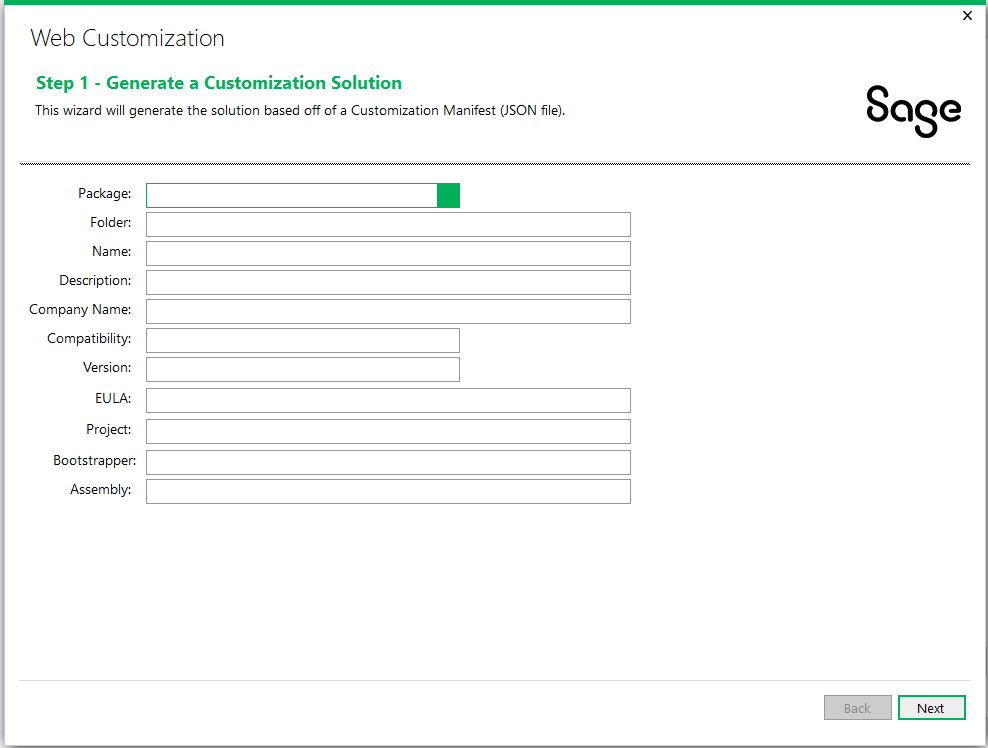 Web Customization
Step 1 - Generate a Customization Solution
This wizard will generate the solution based off of a Customization Manifest (JSON file).
Sage
Package:
Folder:
Name:
Description:
Company Name:
Compatibility:
Version:
EULA:
Project:
Bootstrapper:
Assembly:
Back
Next